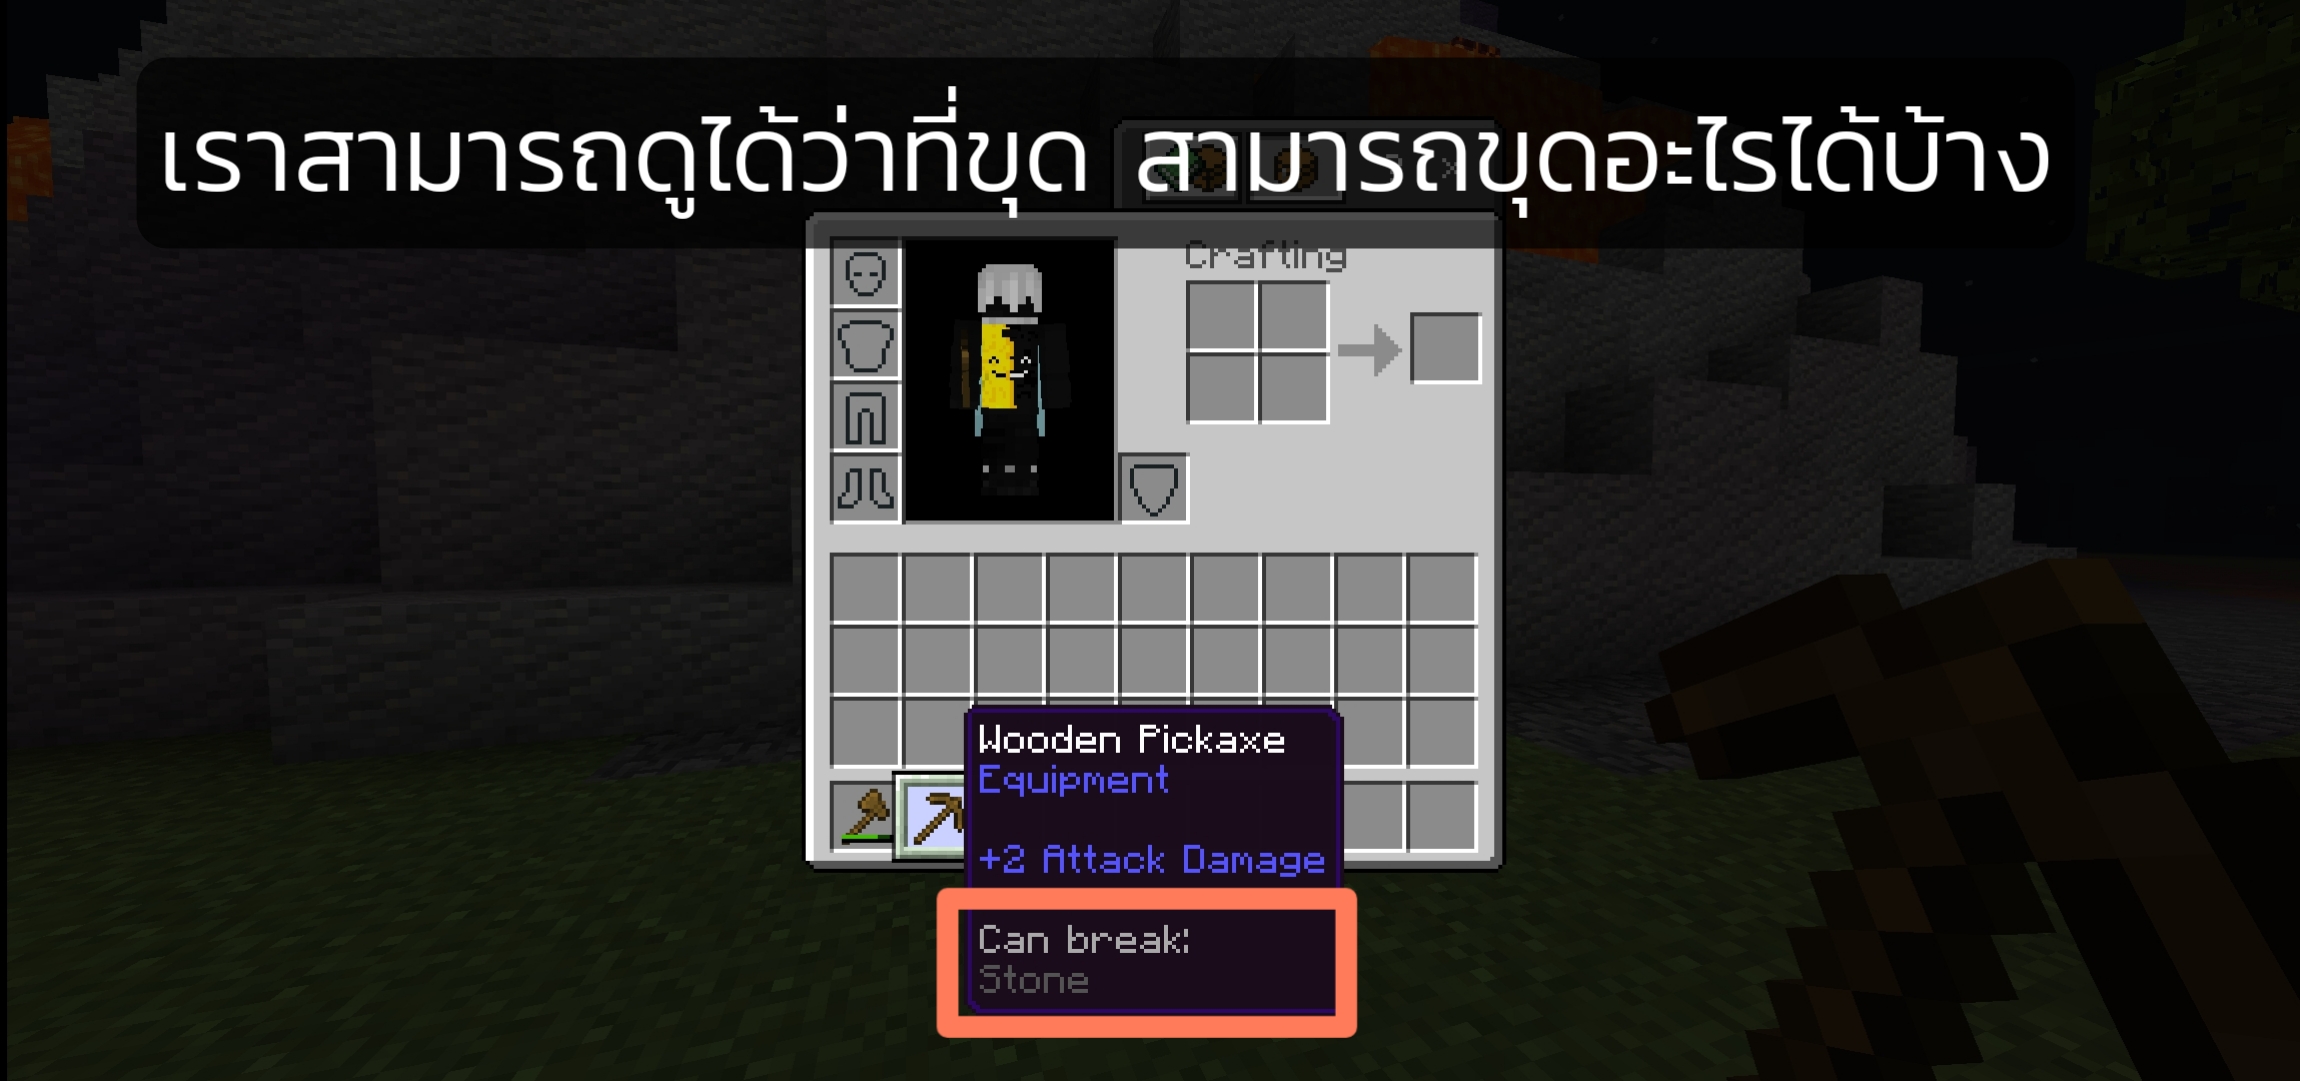 เราสามารถดูได้ว่าที่ขุด สามารถขุดอะไรได้บ้าง
Crafting
Wooden Pickaxe
Equipment
+2 Attack Damage
Can break:
Stone